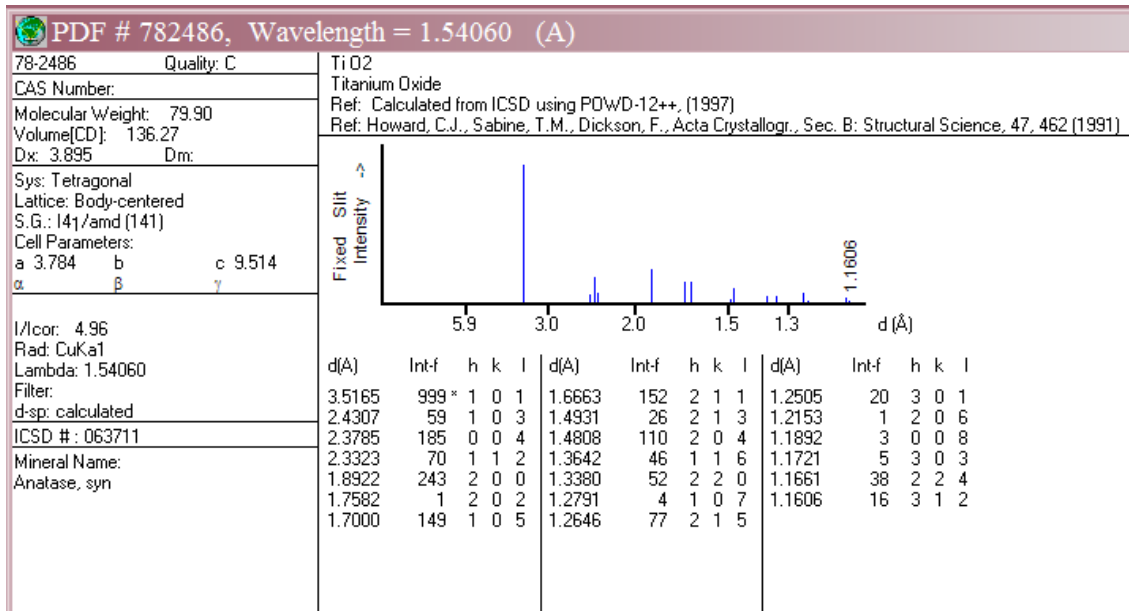 PDF # 782486, Wavelength = 1.54060 (A)
78-2486 Quality: C
CAS Number:
Molecular Weight: 79.90
Volume[CD]: 136.27
Dx: 3.895 Dm:
Sys: Tetragonal
Lattice: Body-centered
S.G.: I41/amd (141)
Cell Parameters:
a 3.784 b c 9.514
α β γ
I/Icor: 4.96
Rad: CuKa1
Lambda: 1.54060
Filter:
d-sp: calculated
ICSD # : 063711
Mineral Name:
Anatase, syn
Ti O2
Titanium Oxide
Ref: Calculated from ICSD using POWD-12++, (1997)
Ref: Howard, C.J., Sabine, T.M., Dickson, F., Acta Crystallogr., Sec. B: Structural Science, 47, 462 (1991)
Fixed Slit
Intensity ->
1.1606
5.9 3.0 2.0 1.5 1.3 d (Å)
d(A) Int-f h k l d(A) Int-f h k l d(A) Int-f h k l
3.5165 999 * 1 0 1 1.6663 152 2 1 1 1.2505 20 3 0 1
2.4307 59 1 0 3 1.4931 26 2 1 3 1.2153 1 2 0 6
2.3785 185 0 0 4 1.4808 110 2 0 4 1.1892 3 0 0 8
2.3323 70 1 1 2 1.3642 46 1 1 6 1.1721 5 3 0 3
1.8922 243 2 0 0 1.3380 52 2 2 0 1.1661 38 2 2 4
1.7582 1 2 0 2 1.2791 4 1 0 7 1.1606 16 3 1 2
1.7000 149 1 0 5 1.2646 77 2 1 5